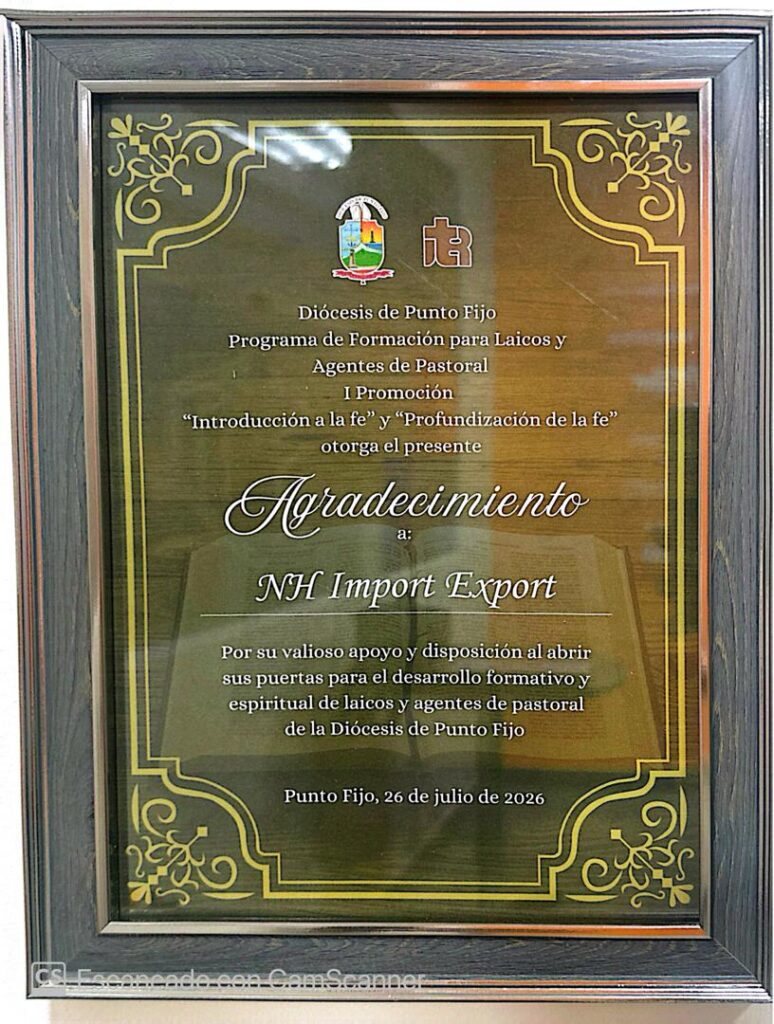 Diócesis de Punto Fijo
Programa de Formación para Laicos y
Agentes de Pastoral
I Promoción
“Introducción a la fe” y “Profundización de la fe”
otorga el presente
Agradecimiento
a:
NH Import Export
Por su valioso apoyo y disposición al abrir
sus puertas para el desarrollo formativo y
espiritual de laicos y agentes de pastoral
de la Diócesis de Punto Fijo
Punto Fijo, 26 de julio de 2026
CS Escaneado con CamScanner